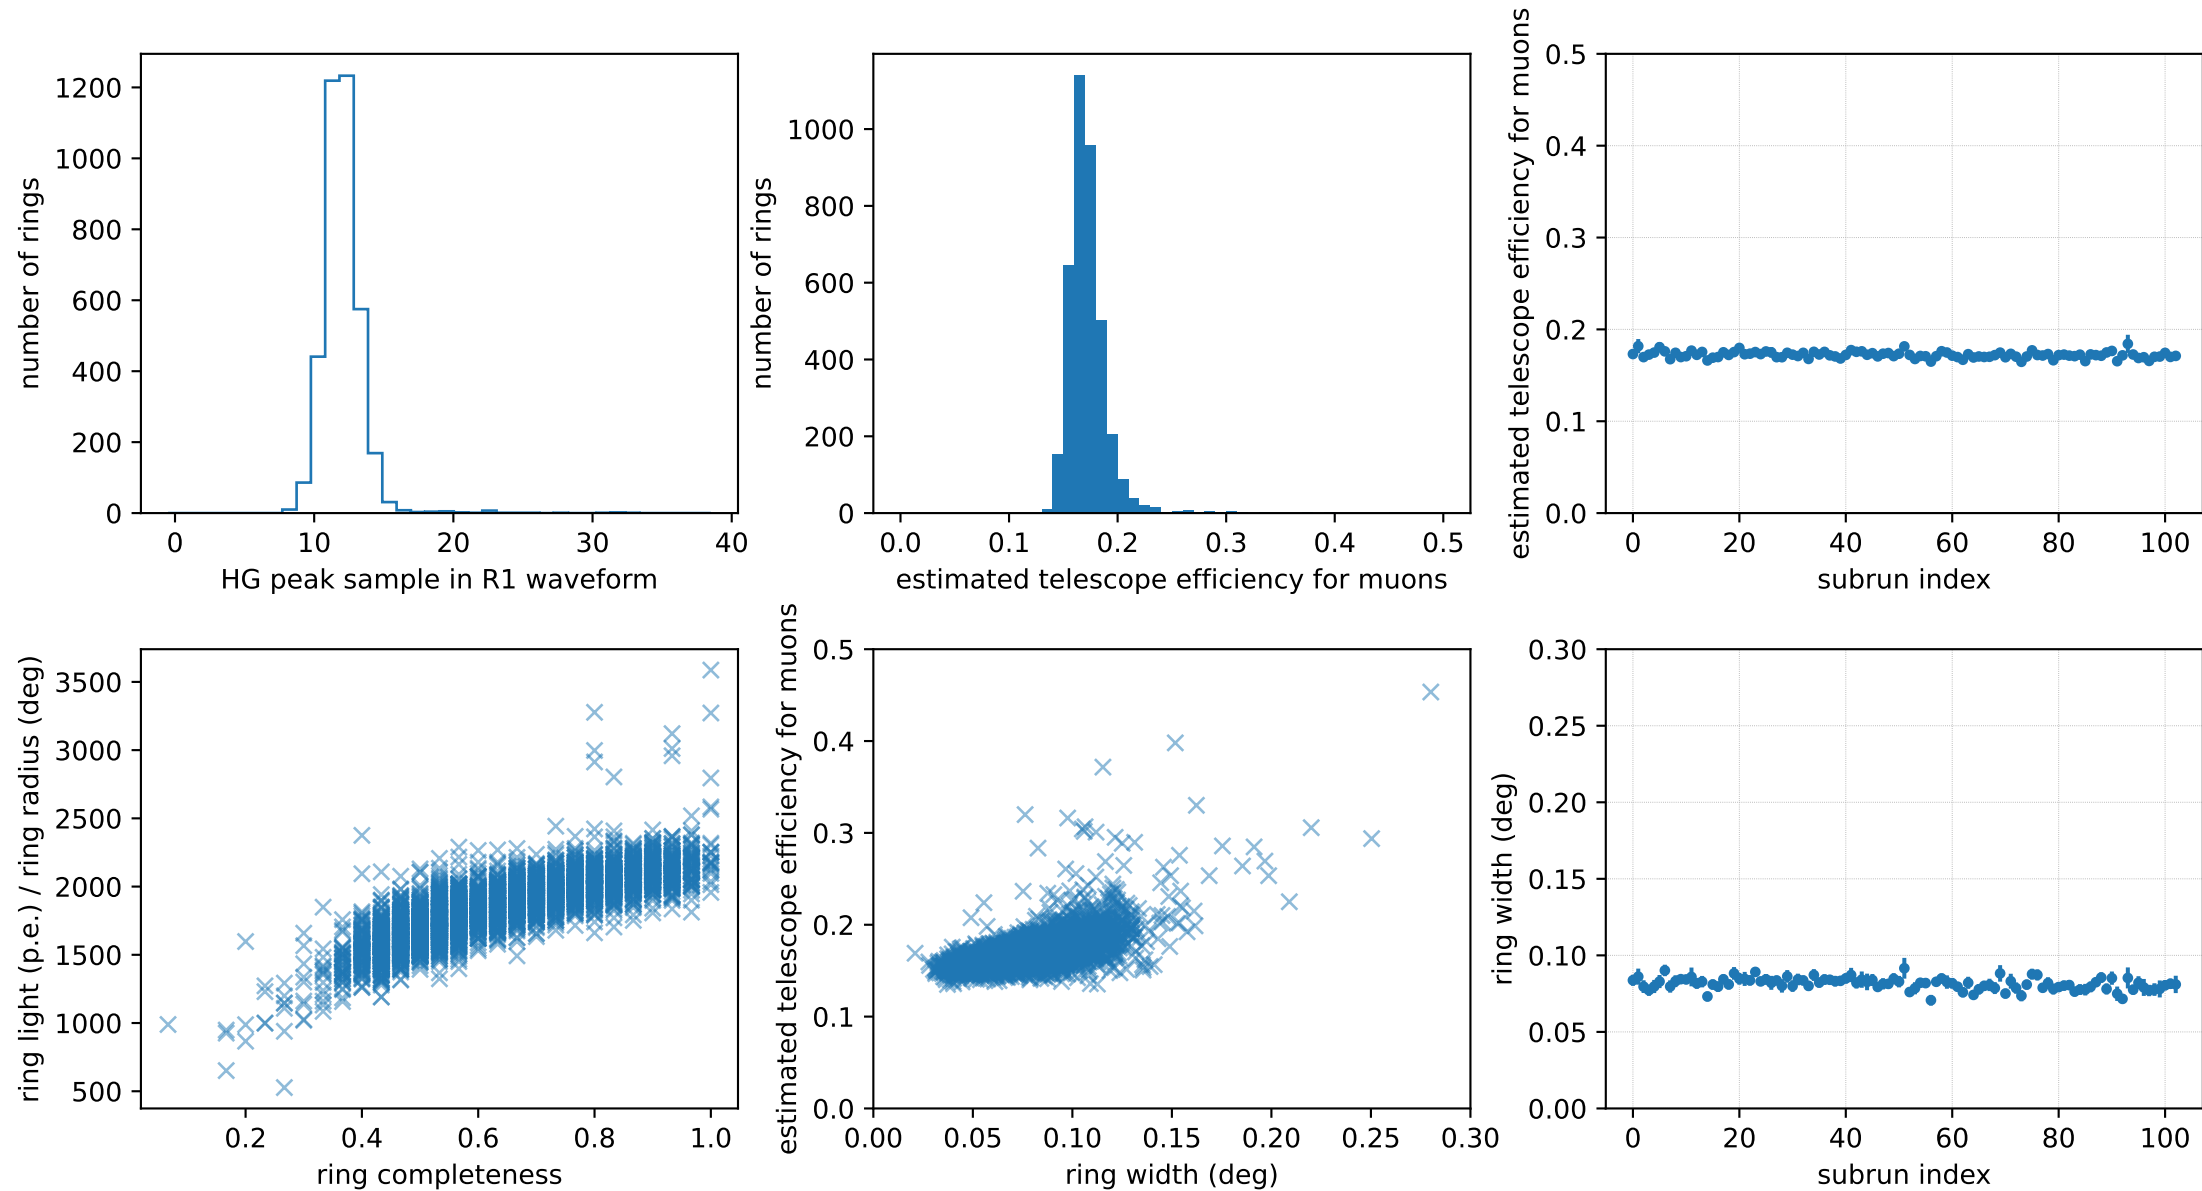 1200
1000
800
600
400
200
0
number of rings
0 10 20 30 40
HG peak sample in R1 waveform
1000
800
600
400
200
0
number of rings
0.0 0.1 0.2 0.3 0.4 0.5
estimated telescope efficiency for muons
0.5
0.4
0.3
0.2
0.1
0.0
estimated telescope efficiency for muons
0 20 40 60 80 100
subrun index
3500
3000
2500
2000
1500
1000
500
ring light (p.e.) / ring radius (deg)
0.2 0.4 0.6 0.8 1.0
ring completeness
0.5
0.4
0.3
0.2
0.1
0.0
estimated telescope efficiency for muons
0.00 0.05 0.10 0.15 0.20 0.25 0.30
ring width (deg)
0.30
0.25
0.20
0.15
0.10
0.05
0.00
ring width (deg)
0 20 40 60 80 100
subrun index